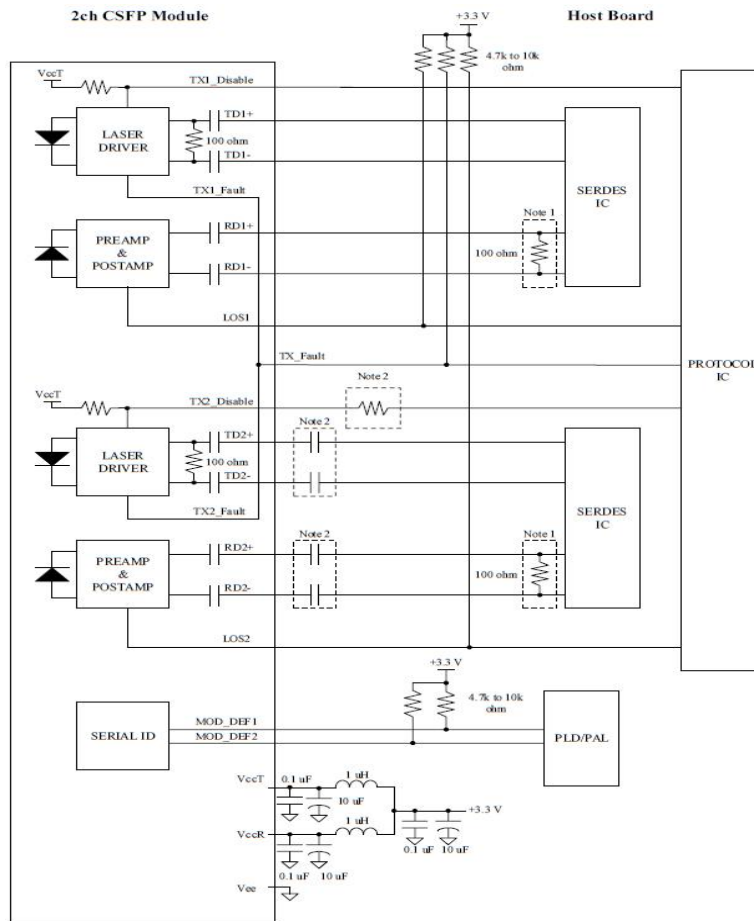 2ch CSFP Module
Host Board
+3.3 V
4.7k to 10k
ohm
VccT
TX1_Disable
LASER
DRIVER
TD1+
100 ohm
TD1-
TX1_Fault
SERDES
IC
PREAMP
&
POSTAMP
RD1+
RD1-
Note 1
100 ohm
LOS1
TX_Fault
PROTOCOL
IC
VccT
TX2_Disable
Note 2
LASER
DRIVER
TD2+
100 ohm
TD2-
Note 2
TX2_Fault
SERDES
IC
PREAMP
&
POSTAMP
RD2+
RD2-
Note 2
Note 1
100 ohm
LOS2
+3.3 V
4.7k to 10k
ohm
SERIAL ID
MOD_DEF1
MOD_DEF2
PLD/PAL
VccT
0.1 uF
1 uH
10 uF
+3.3 V
1 uH
VccR
0.1 uF
10 uF
0.1 uF
10 uF
Vee